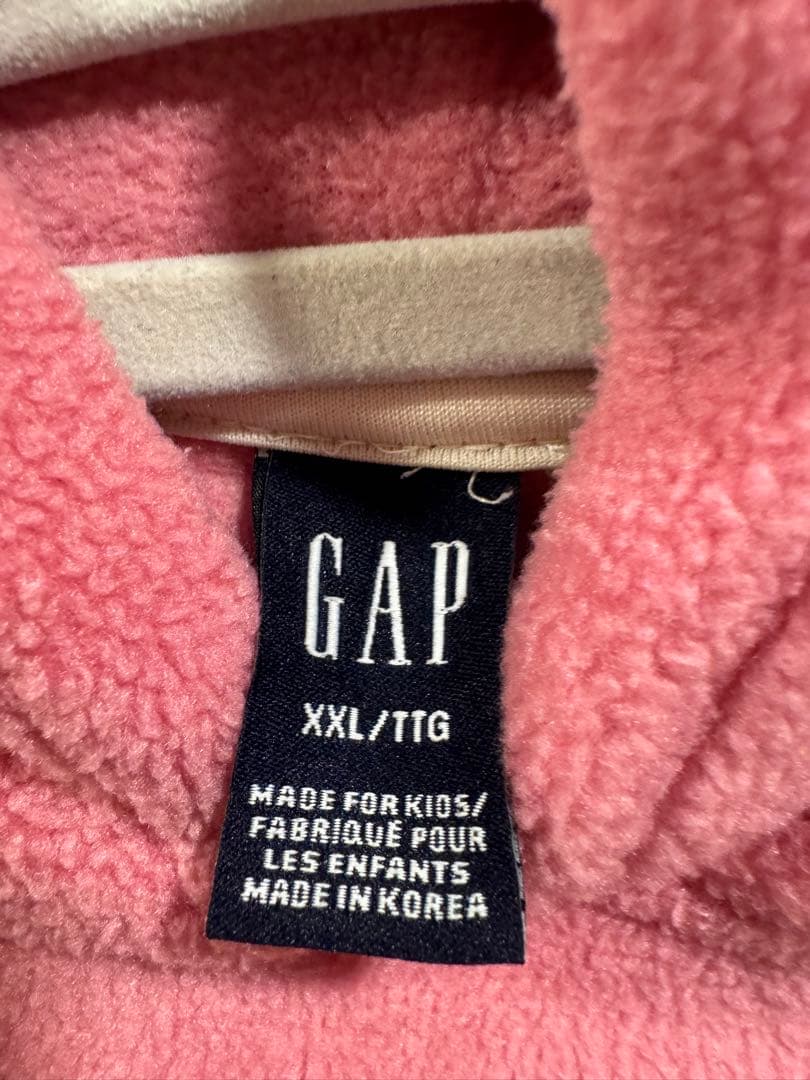 GAP
XXL/TTG
MADE FOR KIDS/
FABRIQUÉ POUR
LES ENFANTS
MADE IN KOREA